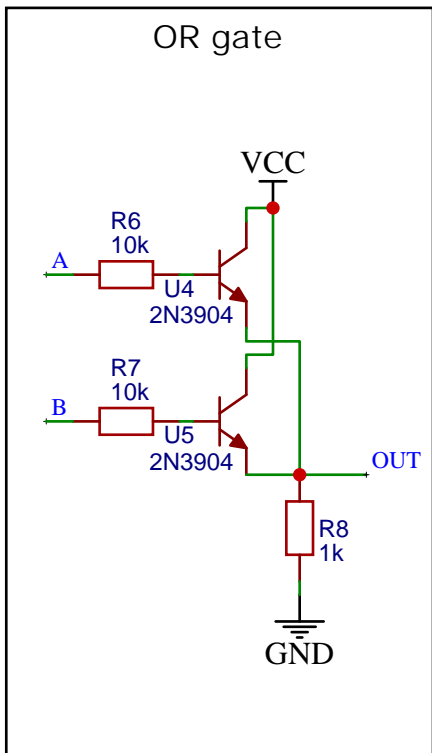 OR gate
VCC
R6
10k
A
U4
2N3904
R7
10k
B
U5
2N3904
OUT
R8
1k
GND